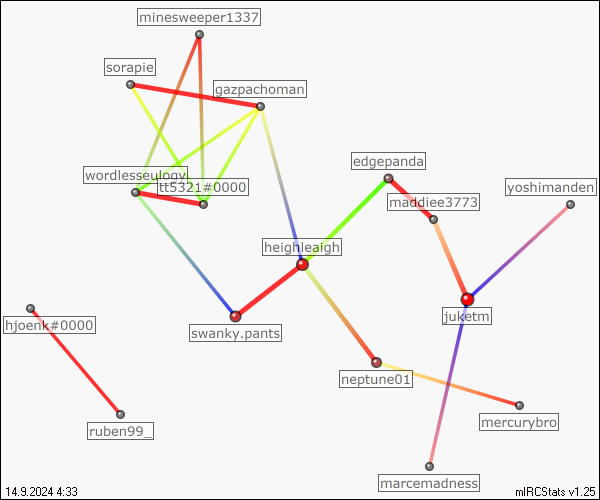 minesweeper1337
sorapie
gazpachoman
edgepanda
wordlesseulogy
tt5321#0000
yoshimanden
maddiee3773
heighleaigh
juketm
hjoenk#0000
swanky.pants
neptune01
mercurybro
ruben99_
marcemadness
14.9.2024 4:33
mIRCStats v1.25